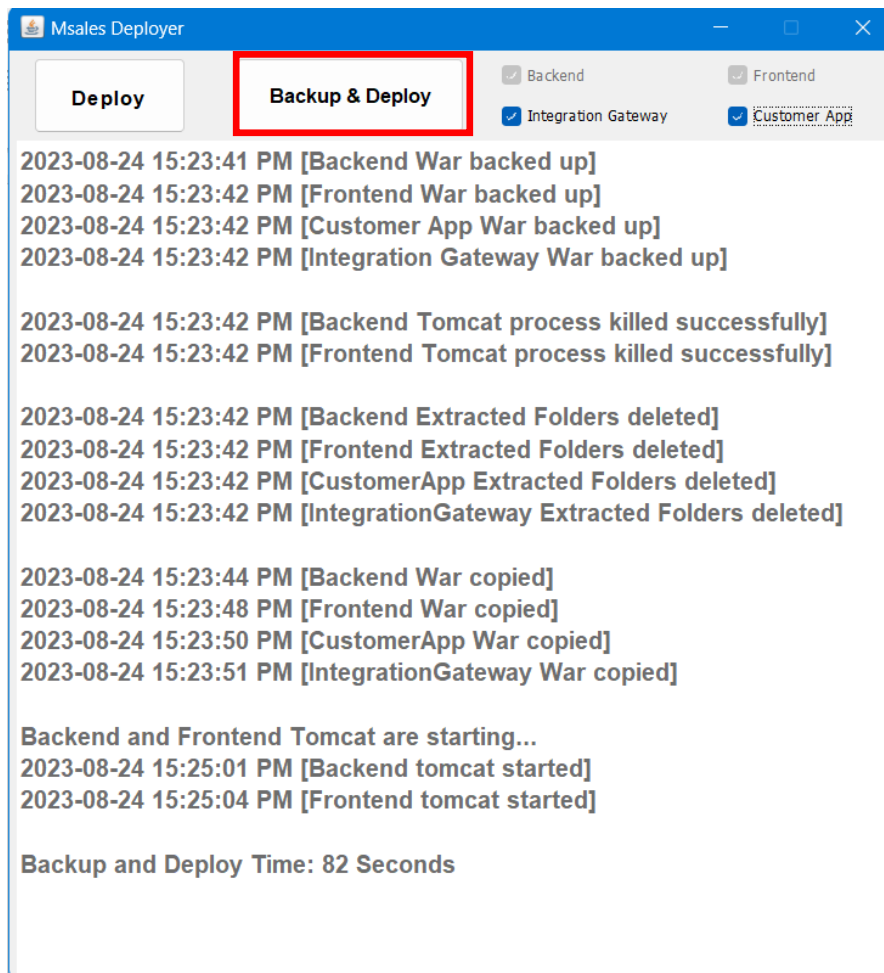 Msales Deployer
Deploy
Backup & Deploy
Backend
Frontend
Integration Gateway
Customer App
2023-08-24 15:23:41 PM [Backend War backed up]
2023-08-24 15:23:42 PM [Frontend War backed up]
2023-08-24 15:23:42 PM [Customer App War backed up]
2023-08-24 15:23:42 PM [Integration Gateway War backed up]
2023-08-24 15:23:42 PM [Backend Tomcat process killed successfully]
2023-08-24 15:23:42 PM [Frontend Tomcat process killed successfully]
2023-08-24 15:23:42 PM [Backend Extracted Folders deleted]
2023-08-24 15:23:42 PM [Frontend Extracted Folders deleted]
2023-08-24 15:23:42 PM [CustomerApp Extracted Folders deleted]
2023-08-24 15:23:42 PM [IntegrationGateway Extracted Folders deleted]
2023-08-24 15:23:44 PM [Backend War copied]
2023-08-24 15:23:48 PM [Frontend War copied]
2023-08-24 15:23:50 PM [CustomerApp War copied]
2023-08-24 15:23:51 PM [IntegrationGateway War copied]
Backend and Frontend Tomcat are starting...
2023-08-24 15:25:01 PM [Backend tomcat started]
2023-08-24 15:25:04 PM [Frontend tomcat started]
Backup and Deploy Time: 82 Seconds